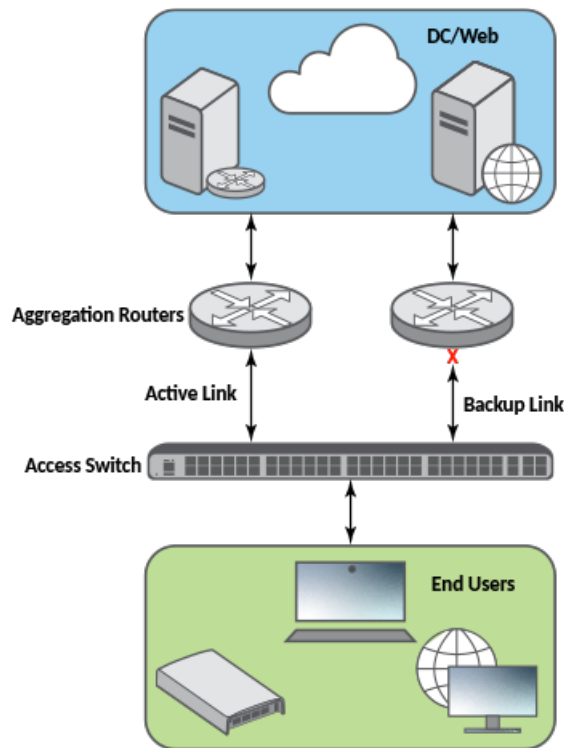 DC/Web
Aggregation Routers
X
Active Link
Backup Link
Access Switch
End Users